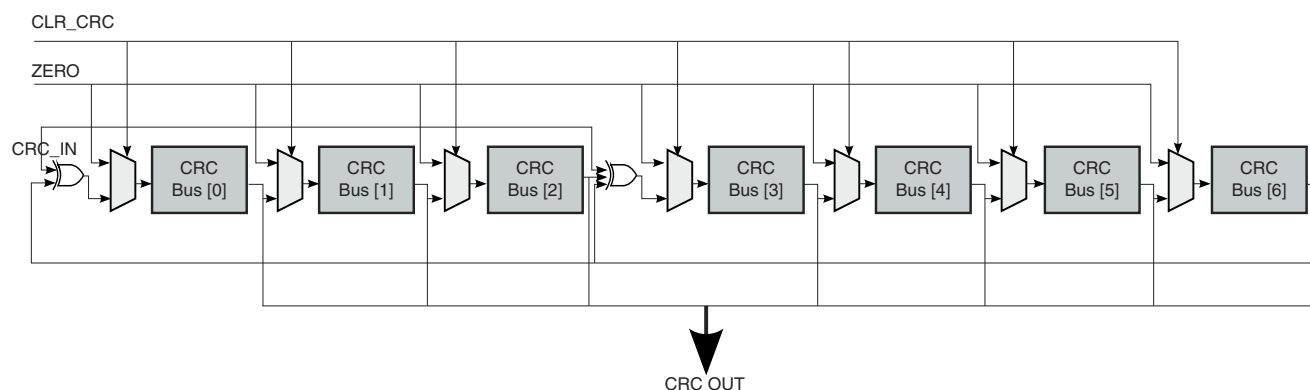 CLR_CRC
ZERO
CRC_IN
CRC
Bus [0]
CRC
Bus [1]
CRC
Bus [2]
CRC
Bus [3]
CRC
Bus [4]
CRC
Bus [5]
CRC
Bus [6]
CRC OUT